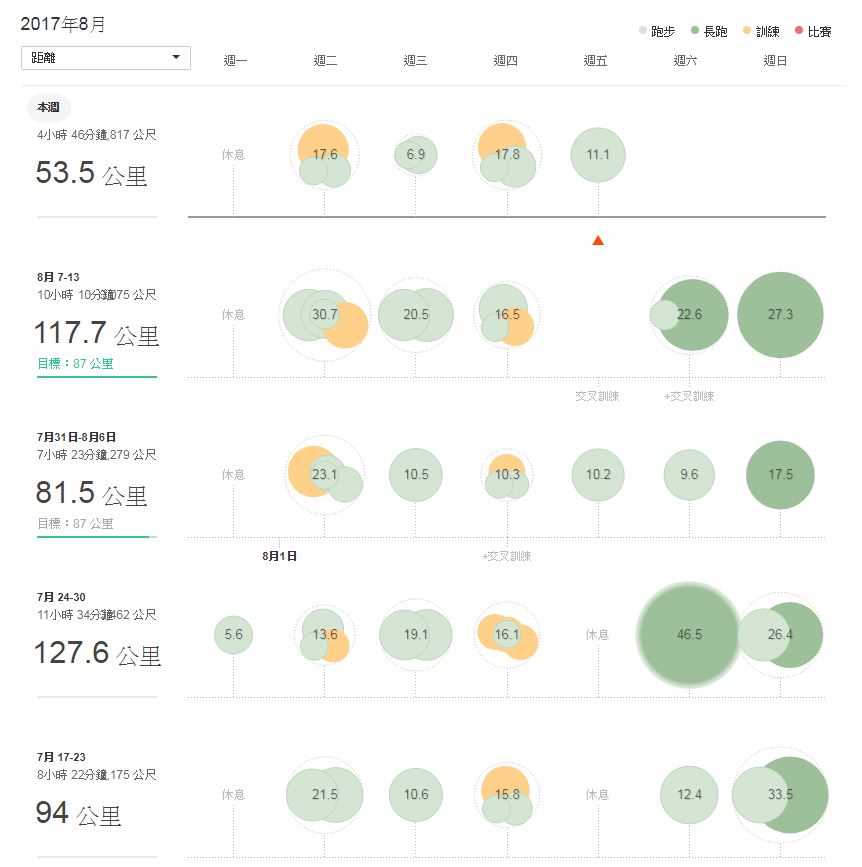 2017年8月
跑步 長跑 訓練 比賽
距離 週一 週二 週三 週四 週五 週六 週日
本週
4小時 46分鐘,817 公尺
53.5 公里
休息 17.6 6.9 17.8 11.1
8月 7-13
10小時 10分鐘
075 公尺
117.7 公里
目標：87 公里
休息 30.7 20.5 16.5 22.6 27.3
交叉訓練 +交叉訓練
7月31日-8月6日
7小時 23分鐘,279 公尺
81.5 公里
目標：87 公里
休息 23.1 10.5 10.3 10.2 9.6 17.5
8月1日 +交叉訓練
7月 24-30
11小時 34分鐘
462 公尺
127.6 公里
5.6 13.6 19.1 16.1 休息 46.5 26.4
7月 17-23
8小時 22分鐘,175 公尺
94 公里
休息 21.5 10.6 15.8 休息 12.4 33.5